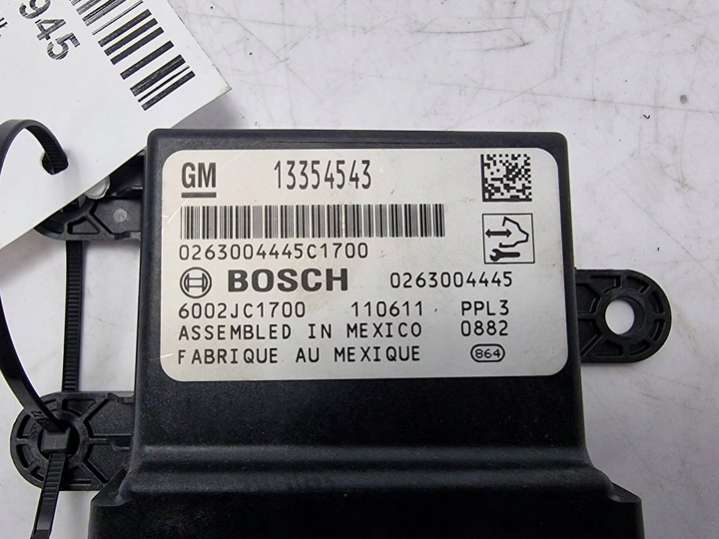 945
GM 13354543
0263004445C1700
BOSCH 0263004445
6002JC1700 110611 PPL3
ASSEMBLED IN MEXICO 0882
FABRIQUE AU MEXIQUE 864